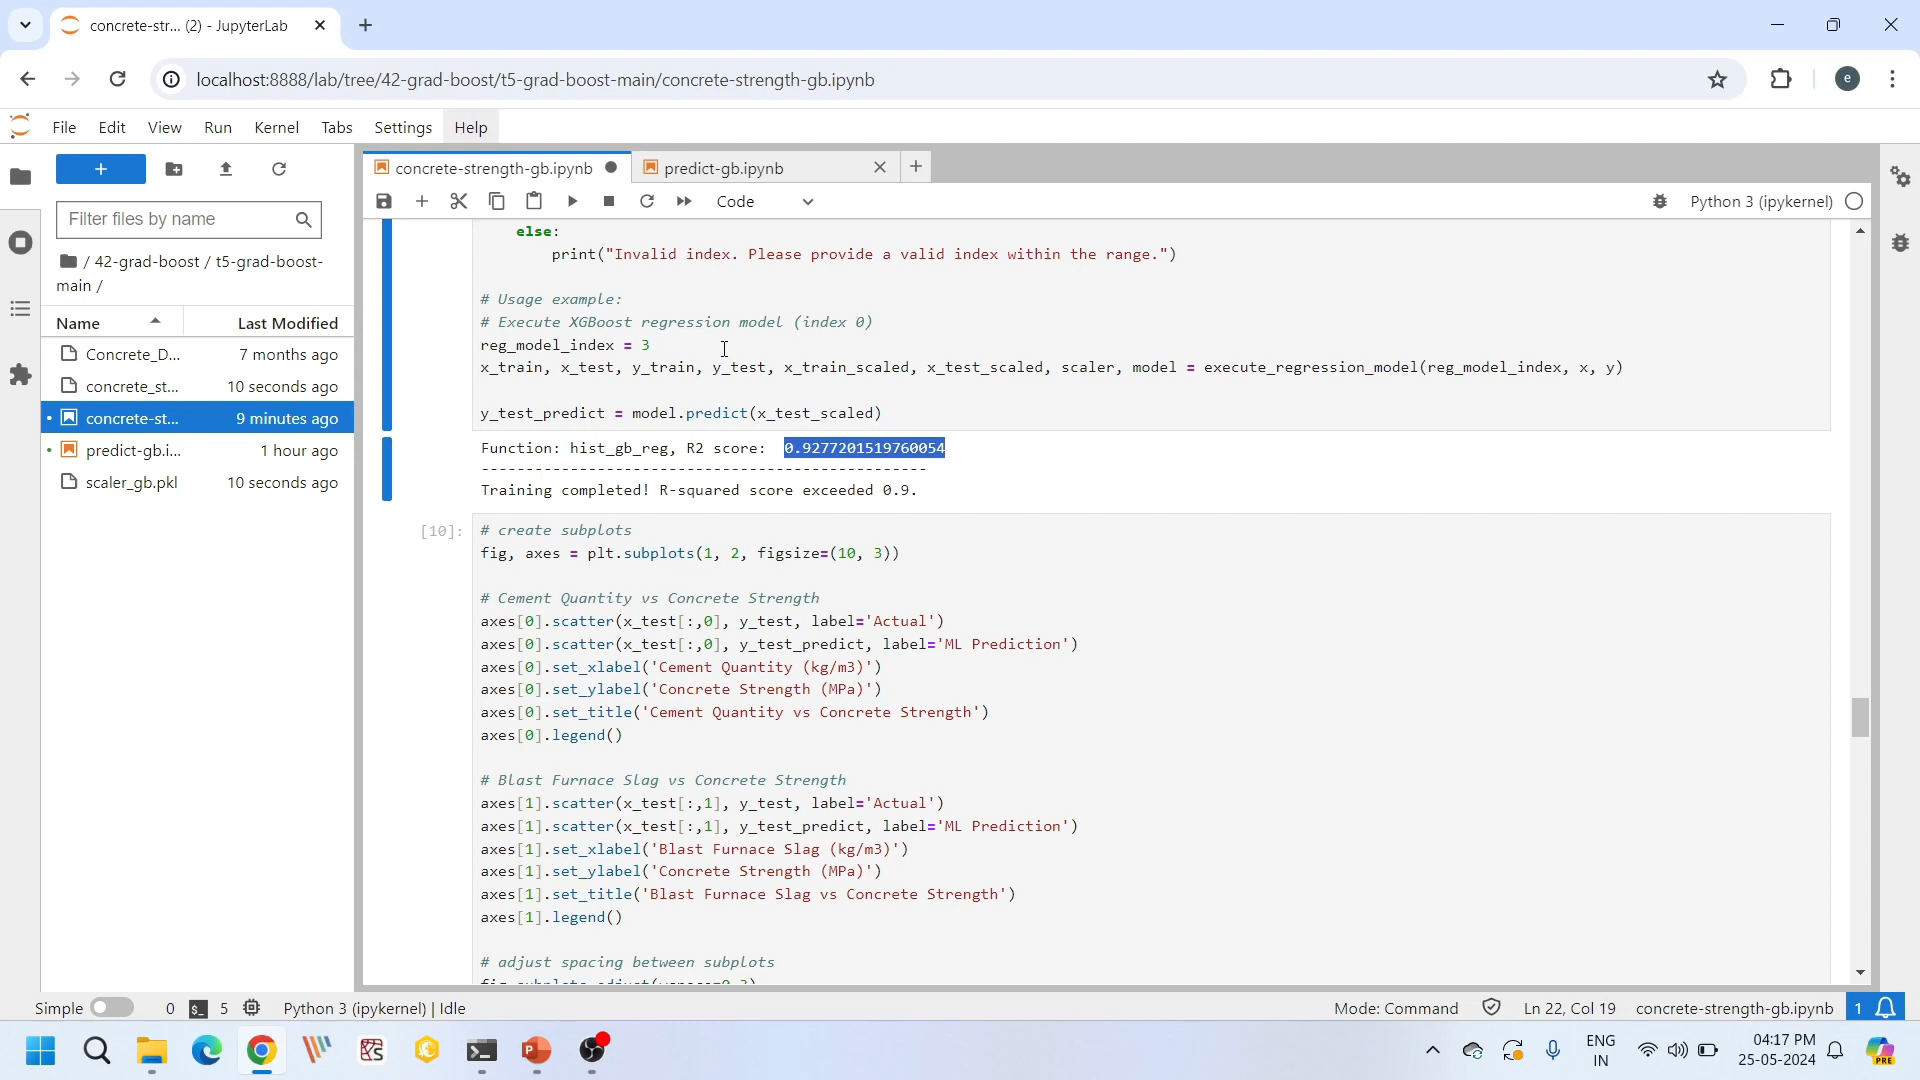 concrete-str... (2) - JupyterLab
localhost:8888/lab/tree/42-grad-boost/t5-grad-boost-main/concrete-strength-gb.ipynb
e
File Edit View Run Kernel Tabs Settings Help
concrete-strength-gb.ipynb
predict-gb.ipynb
Code
Python 3 (ipykernel)
Filter files by name
/ 42-grad-boost / t5-grad-boost-
main /
Name Last Modified
Concrete_D... 7 months ago
concrete_st... 10 seconds ago
concrete-st... 9 minutes ago
predict-gb.i... 1 hour ago
scaler_gb.pkl 10 seconds ago
else:
print("Invalid index. Please provide a valid index within the range.")
# Usage example:
# Execute XGBoost regression model (index 0)
reg_model_index = 3
x_train, x_test, y_train, y_test, x_train_scaled, x_test_scaled, scaler, model = execute_regression_model(reg_model_index, x, y)
y_test_predict = model.predict(x_test_scaled)
Function: hist_gb_reg, R2 score: 0.9277201519760054
--------------------------------------------------
Training completed! R-squared score exceeded 0.9.
[10]:
# create subplots
fig, axes = plt.subplots(1, 2, figsize=(10, 3))
# Cement Quantity vs Concrete Strength
axes[0].scatter(x_test[:,0], y_test, label='Actual')
axes[0].scatter(x_test[:,0], y_test_predict, label='ML Prediction')
axes[0].set_xlabel('Cement Quantity (kg/m3)')
axes[0].set_ylabel('Concrete Strength (MPa)')
axes[0].set_title('Cement Quantity vs Concrete Strength')
axes[0].legend()
# Blast Furnace Slag vs Concrete Strength
axes[1].scatter(x_test[:,1], y_test, label='Actual')
axes[1].scatter(x_test[:,1], y_test_predict, label='ML Prediction')
axes[1].set_xlabel('Blast Furnace Slag (kg/m3)')
axes[1].set_ylabel('Concrete Strength (MPa)')
axes[1].set_title('Blast Furnace Slag vs Concrete Strength')
axes[1].legend()
# adjust spacing between subplots
Simple 0 5 Python 3 (ipykernel) | Idle
Mode: Command Ln 22, Col 19 concrete-strength-gb.ipynb 1
ENG
IN
04:17 PM
25-05-2024
PRE